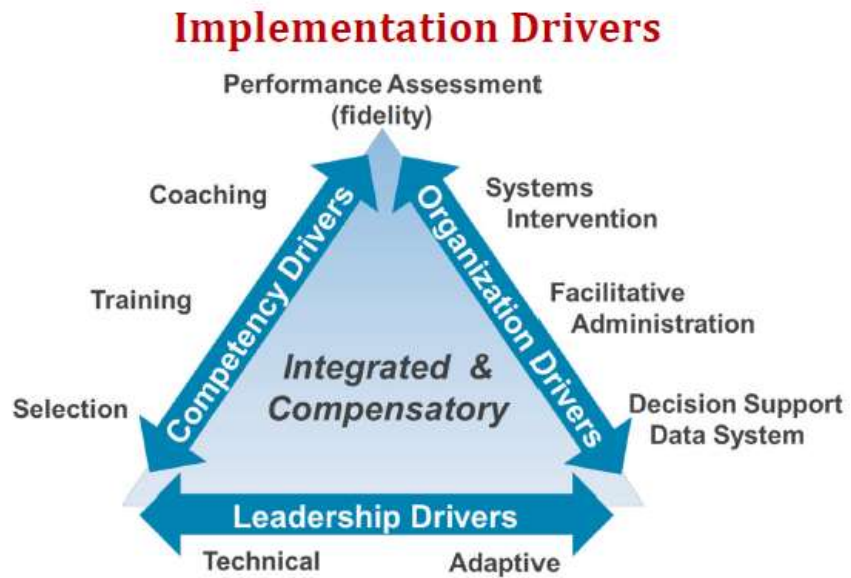 Implementation Drivers
Performance Assessment
(fidelity)
Coaching
Training
Selection
Competency Drivers
Organization Drivers
Systems
Intervention
Facilitative
Administration
Decision Support
Data System
Integrated &
Compensatory
Leadership Drivers
Technical
Adaptive